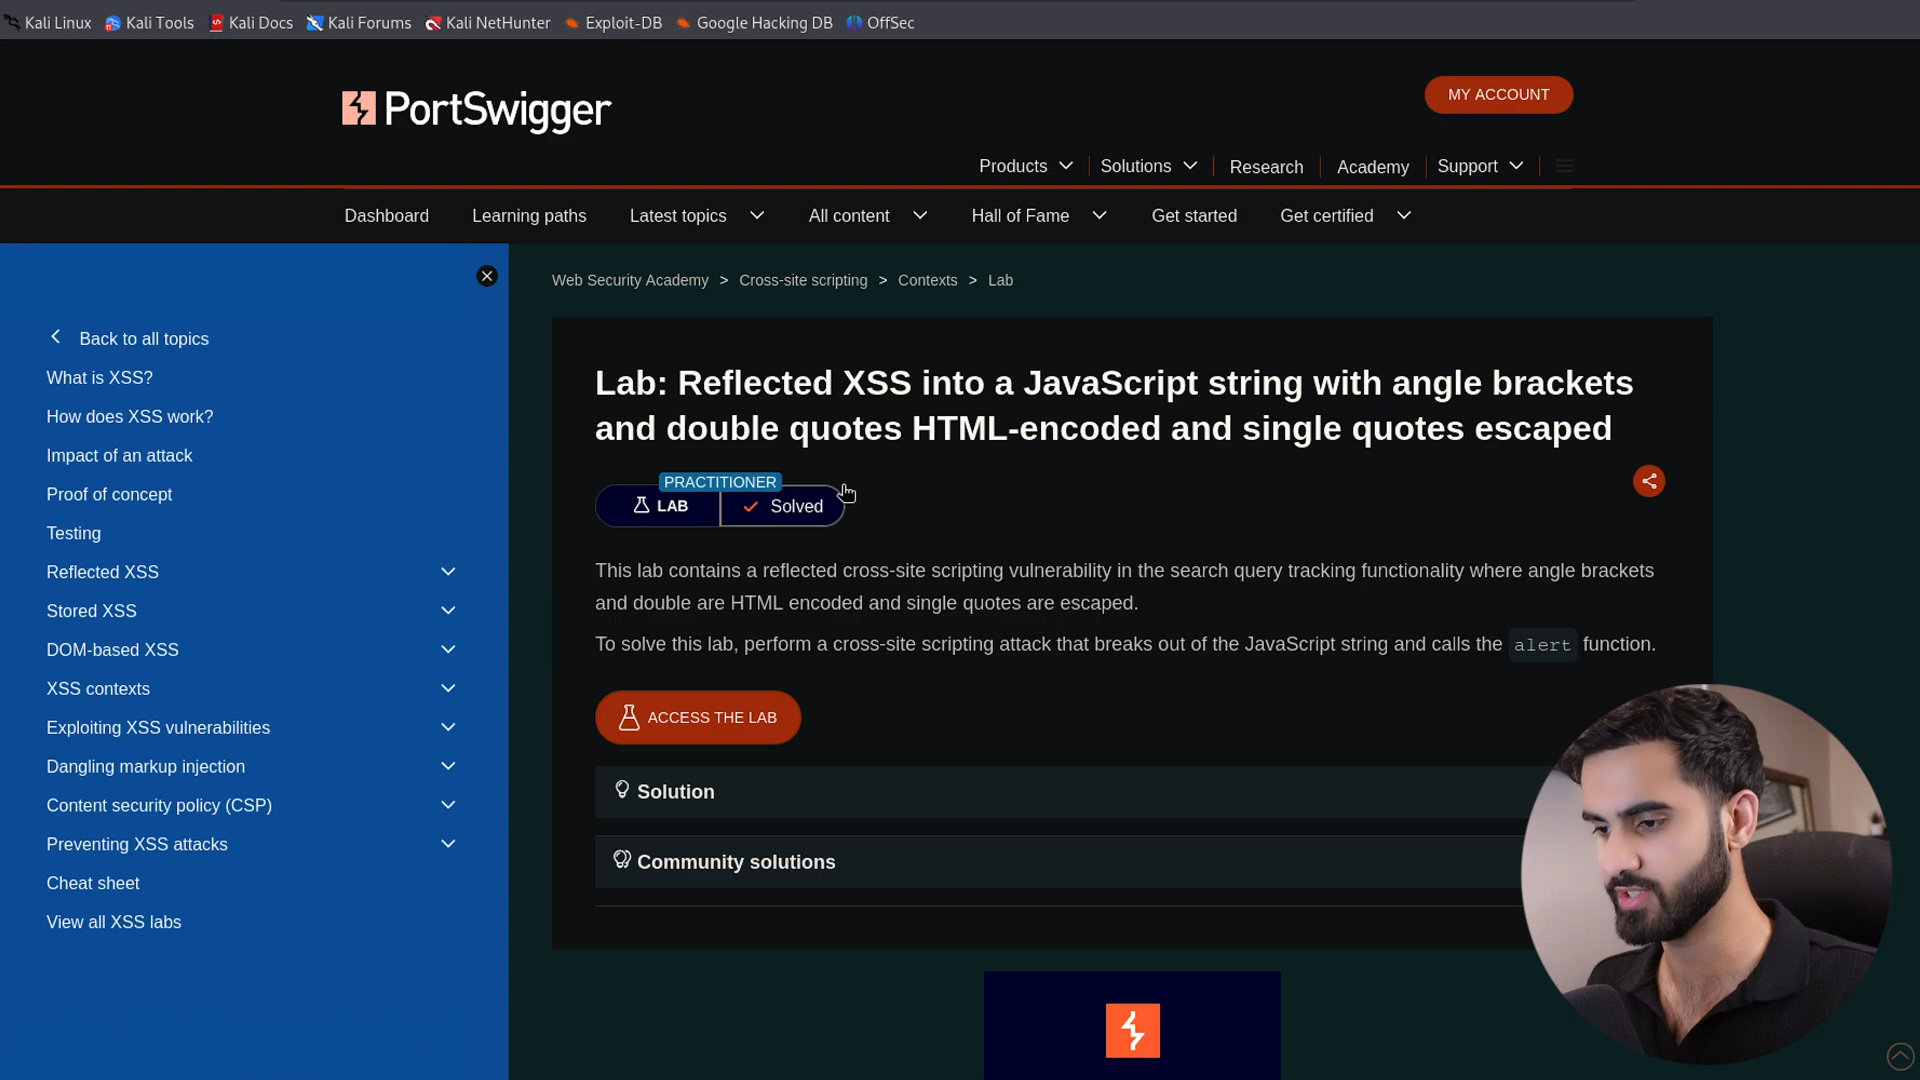 Kali Linux Kali Tools Kali Docs Kali Forums Kali NetHunter Exploit-DB Google Hacking DB OffSec
PortSwigger
MY ACCOUNT
Products Solutions Research Academy Support
Dashboard Learning paths Latest topics All content Hall of Fame Get started Get certified
Back to all topics
What is XSS?
How does XSS work?
Impact of an attack
Proof of concept
Testing
Reflected XSS
Stored XSS
DOM-based XSS
XSS contexts
Exploiting XSS vulnerabilities
Dangling markup injection
Content security policy (CSP)
Preventing XSS attacks
Cheat sheet
View all XSS labs
Web Security Academy > Cross-site scripting > Contexts > Lab
Lab: Reflected XSS into a JavaScript string with angle brackets
and double quotes HTML-encoded and single quotes escaped
PRACTITIONER
LAB Solved
This lab contains a reflected cross-site scripting vulnerability in the search query tracking functionality where angle brackets
and double are HTML encoded and single quotes are escaped.
To solve this lab, perform a cross-site scripting attack that breaks out of the JavaScript string and calls the alert function.
ACCESS THE LAB
Solution
Community solutions